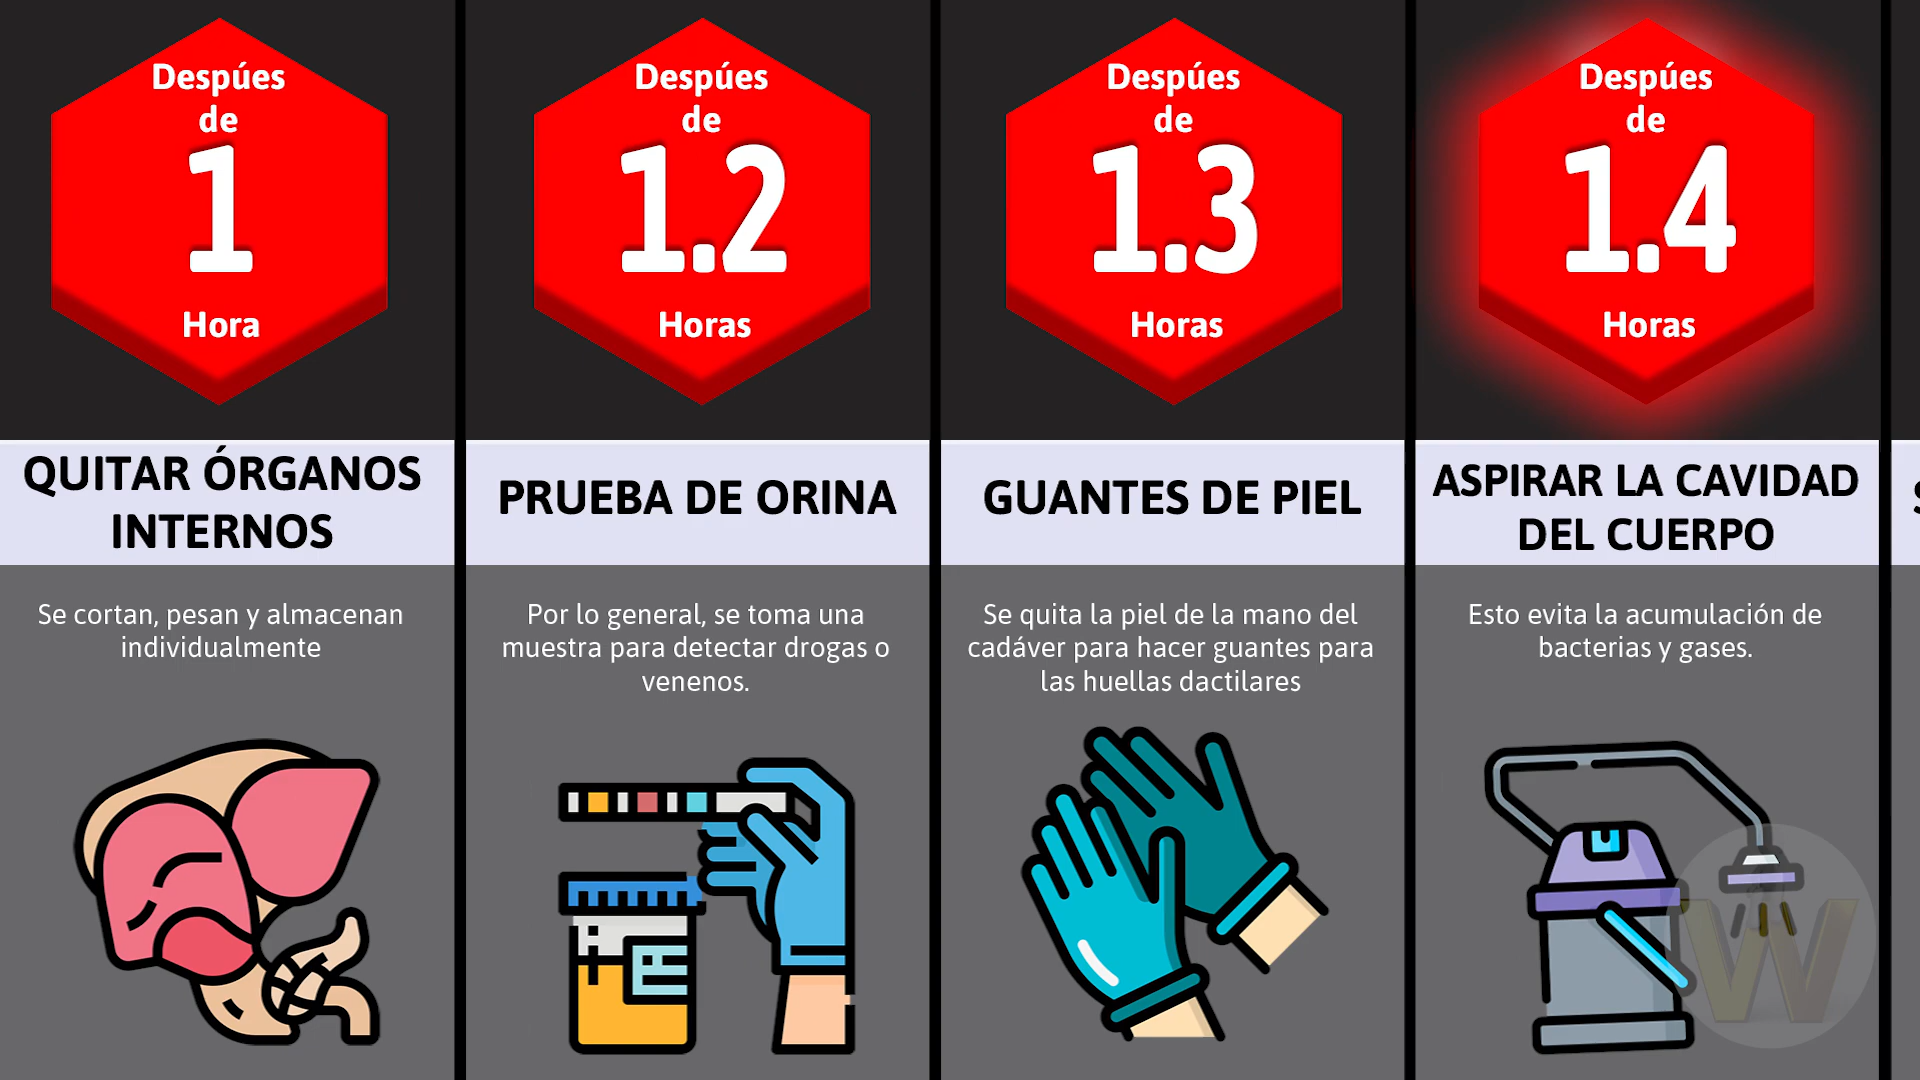 Despúes
de
1
Hora
QUITAR ÓRGANOS
INTERNOS
Se cortan, pesan y almacenan
individualmente
Despúes
de
1.2
Horas
PRUEBA DE ORINA
Por lo general, se toma una
muestra para detectar drogas o
venenos.
Despúes
de
1.3
Horas
GUANTES DE PIEL
Se quita la piel de la mano del
cadáver para hacer guantes para
las huellas dactilares
Despúes
de
1.4
Horas
ASPIRAR LA CAVIDAD
DEL CUERPO
Esto evita la acumulación de
bacterias y gases.
W